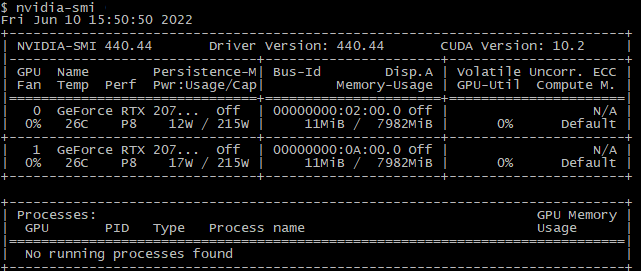 $ nvidia-smi
Fri Jun 10 15:50:50 2022
NVIDIA-SMI 440.44 Driver Version: 440.44 CUDA Version: 10.2
GPU Name Persistence-M| Bus-Id Disp.A | Volatile Uncorr. ECC
Fan Temp Perf Pwr:Usage/Cap| Memory-Usage | GPU-Util Compute M.
0 GeForce RTX 207... Off | 00000000:02:00.0 Off | N/A
0% 26C P8 12W / 215W | 11MiB / 7982MiB | 0% Default
1 GeForce RTX 207... Off | 00000000:0A:00.0 Off | N/A
0% 26C P8 17W / 215W | 11MiB / 7982MiB | 0% Default
Processes: GPU Memory
GPU PID Type Process name Usage
No running processes found